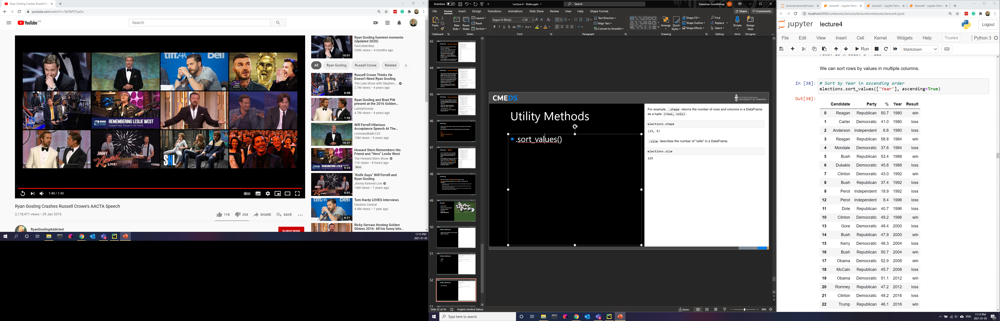 Ryan Gosling Crashes Russell Cro
youtube.com/watch?v=TeONP37qsSo
YouTube CA
Search
Ryan Gosling funniest moments
(Updated 2020)
FavCelebrities
338K views • 4 months ago
10:01
All
Ryan Gosling
Russell Crowe
Related
Russell Crowe Thinks He
Doesn't Need Ryan Gosling
The Late Show with Stephen ...
2.7M views • 4 years ago
6:08
Ryan Gosling and Brad Pitt
present at the 2016 Golden...
LaineyGossip
4.7M views • 4 years ago
1:36
Will Ferrell Hilarious
Acceptance Speech At The...
cocksandballs123
15M views • 9 years ago
10:27
Howard Stern Remembers His
Friend and “Hero” Leslie West
The Howard Stern Show
11K views • 8 hours ago
New
5:23
"Knife Guys" Will Ferrell and
Ryan Gosling
Jimmy Kimmel Live
14M views • 7 years ago
5:01
Tom Hardy LOVES Interviews
Fandom Central
4.4M views • 1 year ago
6:21
Ricky Gervais Hosting Golden
Globes 2016- All his funny bits...
REMEMBERING LESLIE WEST
Howard Pays Tribute to His Friend
JIMMY
KIMMEL
LIVE!
SNL
1:40 / 1:40
Ryan Gosling Crashes Russell Crowe's AACTA Speech
2,118,471 views • 29 Jan 2015
11K
254
SHARE
SAVE
RyanGoslingAddicted
SUBSCRIBE
11:15 PM
2021-01-05
AutoSave
Off
Lecture 4 - Slides.pptx
Search
Sebastian Goodfellow
SG
File
Home
Insert
Design
Transitions
Animations
Slide Show
Review
View
Help
Shape Format
Share
Comments
Paste
Clipboard
New
Slide
Reuse
Slides
Layout
Reset
Section
Slides
Segoe UI (Body)
28
Font
Text Direction
Align Text
Convert to SmartArt
Paragraph
Arrange
Quick
Styles
Shape Fill
Shape Outline
Shape Effects
Drawing
Find
Replace
Select
Editing
Dictate
Voice
Design
Ideas
Designer
43
44
45
46
47
48
49
50
51
52
53
CMEDS
Civil & Mineral Engineering
UNIVERSITY OF TORONTO
Utility Methods
.sort_values()
For example, .shape returns the number of rows and columns in a DataFrame
as a tuple (rows, cols) .
elections.shape
(23, 5)
.size describes the number of "cells" in a DataFrame.
elections.size
115
Slide 52 of 54
English (United States)
Notes
98%
Type here to search
ENG
11:15 PM
2021-01-05
lectures/lecture6/noteb
lecture4 - Jupyter Note
lecture5 - Jupyter Note
lecture6 - Jupyter Note
localhost:8888/notebooks/lectures/lecture4/notebooks/lecture4.ipynb
jupyter
lecture4
Logout
File
Edit
View
Insert
Cell
Kernel
Widgets
Help
Trusted
Python 3
Run
Markdown
We can sort rows by values in multiple columns.
In [38]:
# Sort by Year in ascending order
elections.sort_values(['Year'], ascending=True)
Out[38]:
Candidate Party % Year Result
0 Reagan Republican 50.7 1980 win
1 Carter Democratic 41.0 1980 loss
2 Anderson Independent 6.6 1980 loss
3 Reagan Republican 58.8 1984 win
4 Mondale Democratic 37.6 1984 loss
5 Bush Republican 53.4 1988 win
6 Dukakis Democratic 45.6 1988 loss
7 Clinton Democratic 43.0 1992 win
8 Bush Republican 37.4 1992 loss
9 Perot Independent 18.9 1992 loss
12 Perot Independent 8.4 1996 loss
11 Dole Republican 40.7 1996 loss
10 Clinton Democratic 49.2 1996 win
13 Gore Democratic 48.4 2000 loss
14 Bush Republican 47.9 2000 win
15 Kerry Democratic 48.3 2004 loss
16 Bush Republican 50.7 2004 win
17 Obama Democratic 52.9 2008 win
18 McCain Republican 45.7 2008 loss
19 Obama Democratic 51.1 2012 win
20 Romney Republican 47.2 2012 loss
21 Clinton Democratic 48.2 2016 loss
22 Trump Republican 46.1 2016 win